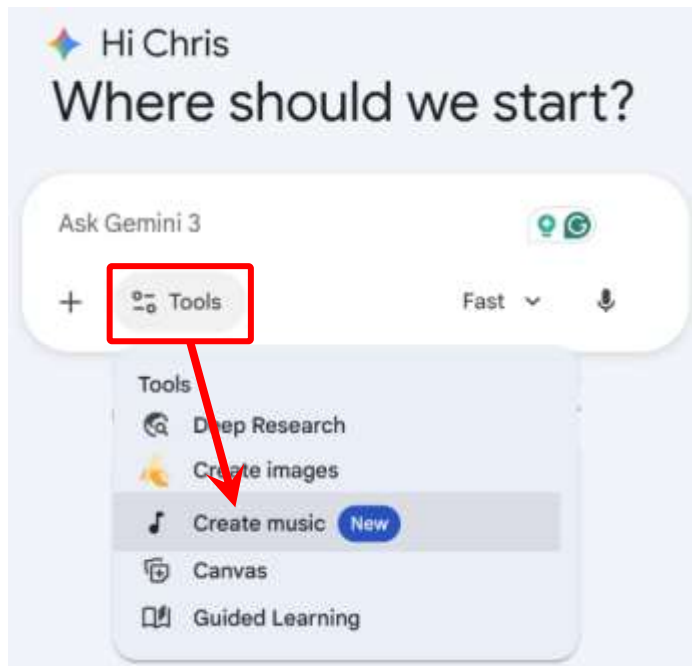 Hi Chris
Where should we start?
Ask Gemini 3
Tools Fast
Tools
Deep Research
Create images
Create music New
Canvas
Guided Learning